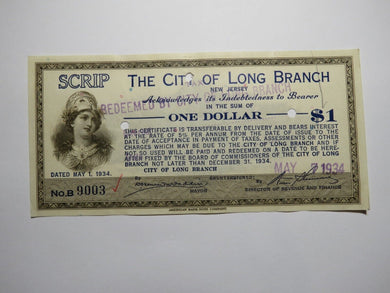 SCRIP
THE CITY OF LONG BRANCH
NEW JERSEY
REDEEMED BY CITY OF LONG BRANCH
Acknowledges its Indebtedness to Bearer
IN THE SUM OF
ONE DOLLAR $1
THIS CERTIFICATE IS TRANSFERABLE BY DELIVERY AND BEARS INTEREST
AT THE RATE OF 5% PER ANNUM FROM THE DATE OF ISSUE TO THE
DATE OF ACCEPTANCE IN PAYMENT OF TAXES, ASSESSMENTS OR OTHER
CHARGES WHICH MAY BE DUE TO THE CITY OF LONG BRANCH AND IF
NOT, SO USED WILL BE PAID AND REDEEMED ON A DATE TO BE HERE-
AFTER FIXED BY THE BOARD OF COMMISSIONERS OF THE CITY OF LONG
BRANCH NOT LATER THAN DECEMBER 31, 1934.
DATED MAY 1, 1934.
CITY OF LONG BRANCH
MAY 1934
No.B 9003
BY
MAYOR
COUNTERSIGNED
BY
DIRECTOR OF REVENUE AND FINANCE
AMERICAN BANK NOTE COMPANY